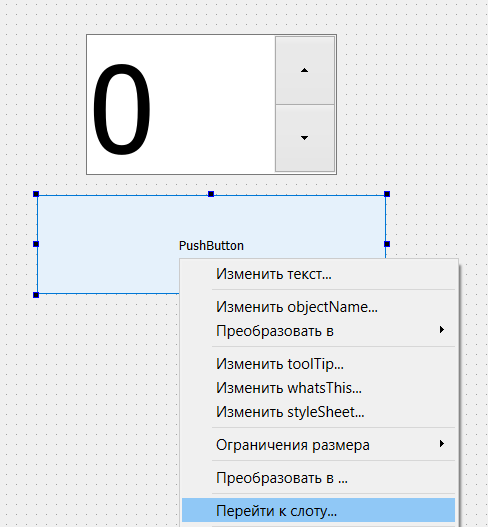 0
PushButton
Изменить текст...
Изменить objectName...
Преобразовать в
Изменить toolTip...
Изменить whatsThis...
Изменить styleSheet...
Ограничения размера
Преобразовать в ...
Перейти к слоту...